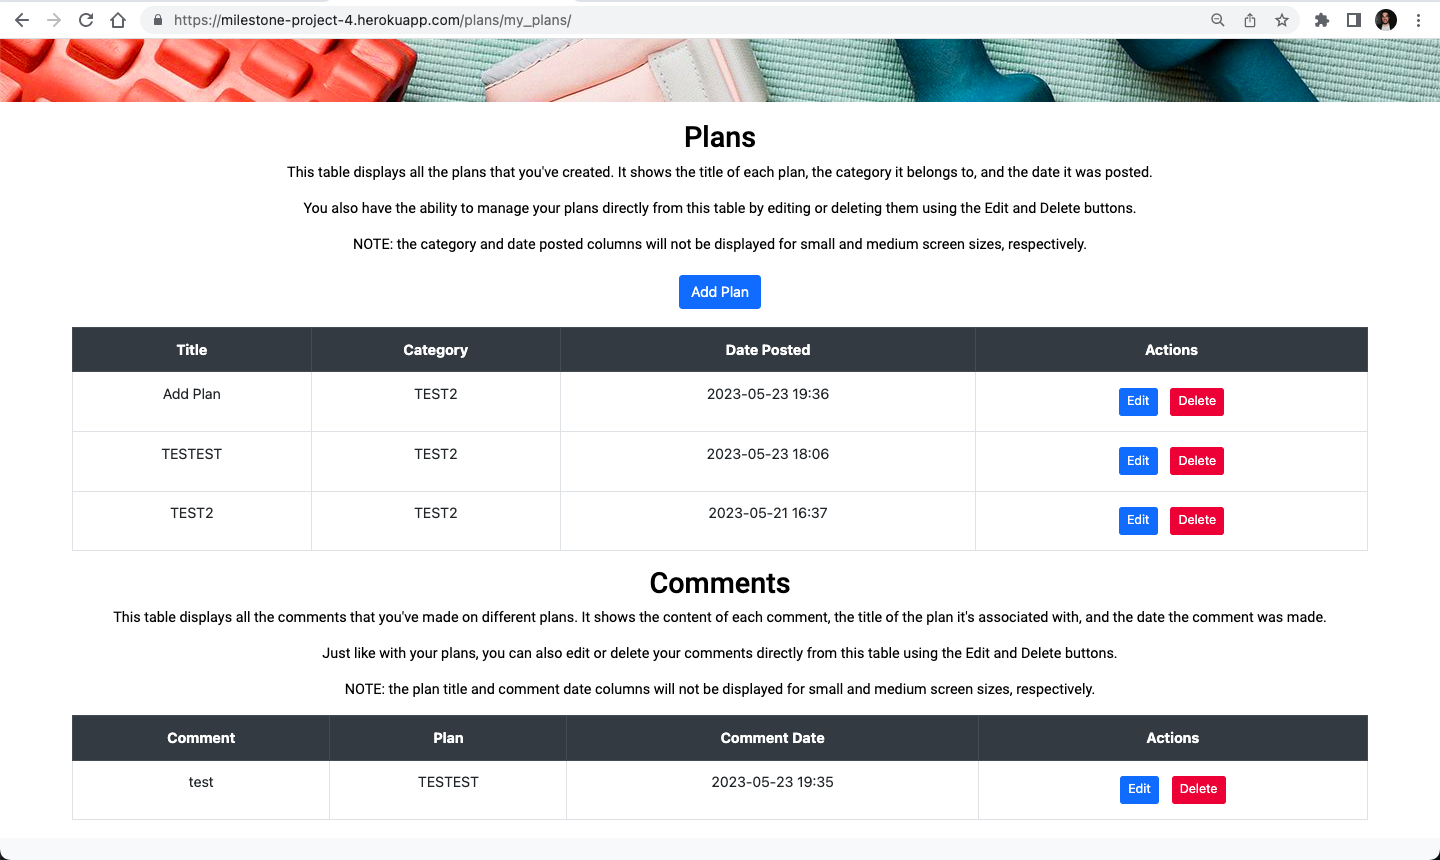 https://milestone-project-4.herokuapp.com/plans/my_plans/
Plans
This table displays all the plans that you've created. It shows the title of each plan, the category it belongs to, and the date it was posted.
You also have the ability to manage your plans directly from this table by editing or deleting them using the Edit and Delete buttons.
NOTE: the category and date posted columns will not be displayed for small and medium screen sizes, respectively.
Add Plan
Title Category Date Posted Actions
Add Plan TEST2 2023-05-23 19:36 Edit Delete
TESTEST TEST2 2023-05-23 18:06 Edit Delete
TEST2 TEST2 2023-05-21 16:37 Edit Delete
Comments
This table displays all the comments that you've made on different plans. It shows the content of each comment, the title of the plan it's associated with, and the date the comment was made.
Just like with your plans, you can also edit or delete your comments directly from this table using the Edit and Delete buttons.
NOTE: the plan title and comment date columns will not be displayed for small and medium screen sizes, respectively.
Comment Plan Comment Date Actions
test TESTEST 2023-05-23 19:35 Edit Delete